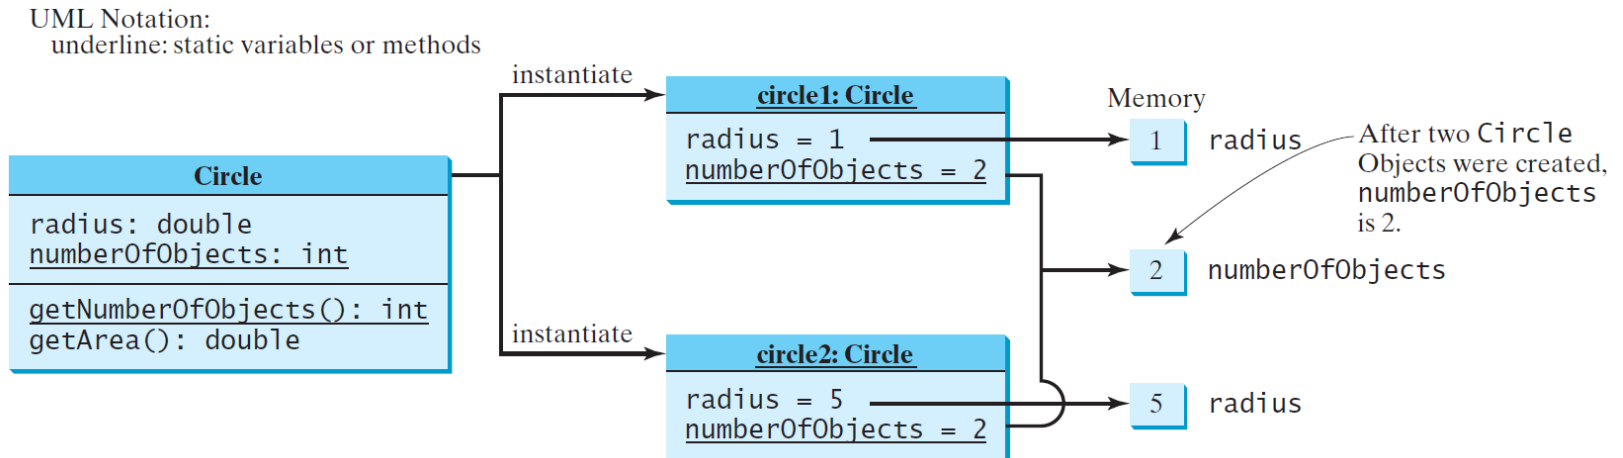 UML Notation:
underline: static variables or methods
instantiate
circle1: Circle
radius = 1
numberOfObjects = 2
Memory
1 radius
After two Circle
Objects were created,
numberOfObjects
is 2.
Circle
radius: double
numberOfObjects: int
getNumberOfObjects(): int
getArea(): double
2 numberOfObjects
instantiate
circle2: Circle
radius = 5
numberOfObjects = 2
5 radius